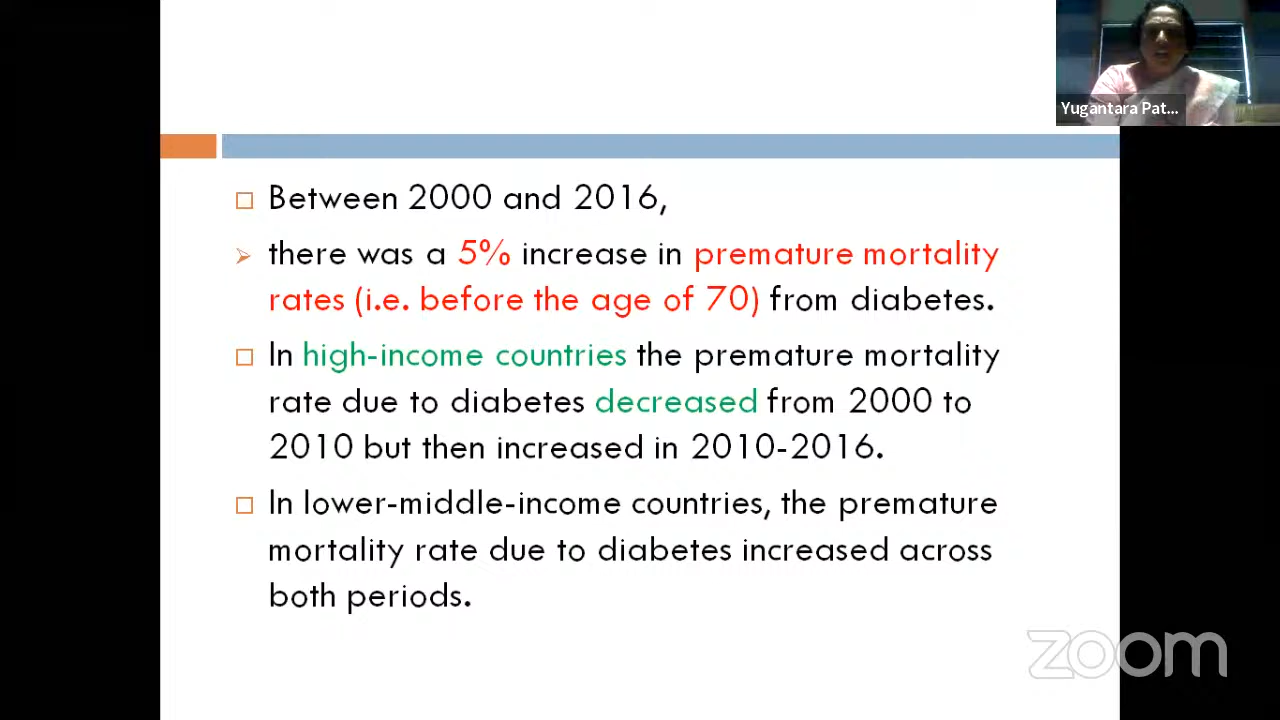 Yugantara Pat...
Between 2000 and 2016,
there was a 5% increase in premature mortality
rates (i.e. before the age of 70) from diabetes.
In high-income countries the premature mortality
rate due to diabetes decreased from 2000 to
2010 but then increased in 2010-2016.
In lower-middle-income countries, the premature
mortality rate due to diabetes increased across
both periods.
zoom